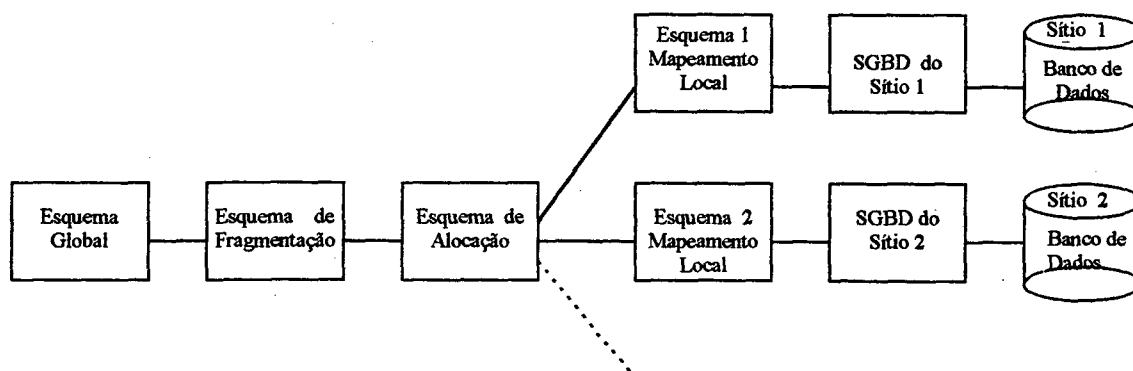 Esquema 1
Mapeamento
Local
SGBD do
Sítio 1
Sítio 1
Banco de
Dados
Esquema
Global
Esquema de
Fragmentação
Esquema de
Alocação
Esquema 2
Mapeamento
Local
SGBD do
Sítio 2
Sítio 2
Banco de
Dados